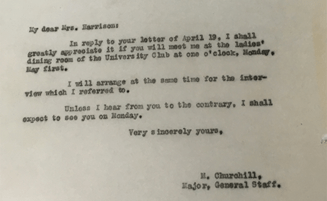 My dear Mrs. Harrison:
In reply to your letter of April 19, I shall
greatly appreciate it if you will meet me at the ladies'
dining room of the University Club at one o'clock, Monday,
May first.
I will arrange at the same time for the inter-
view which I referred to.
Unless I hear from you to the contrary, I shall
expect to see you on Monday.
Very sincerely yours,
M. Churchill,
Major, General Staff.